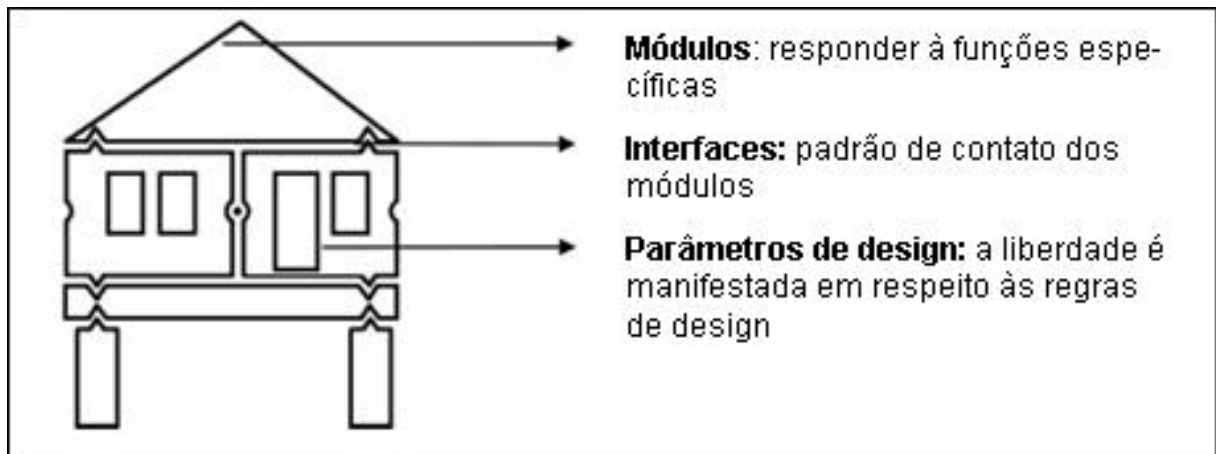 Módulos: responder à funções espe-
cíficas
Interfaces: padrão de contato dos
módulos
Parâmetros de design: a liberdade é
manifestada em respeito às regras
de design